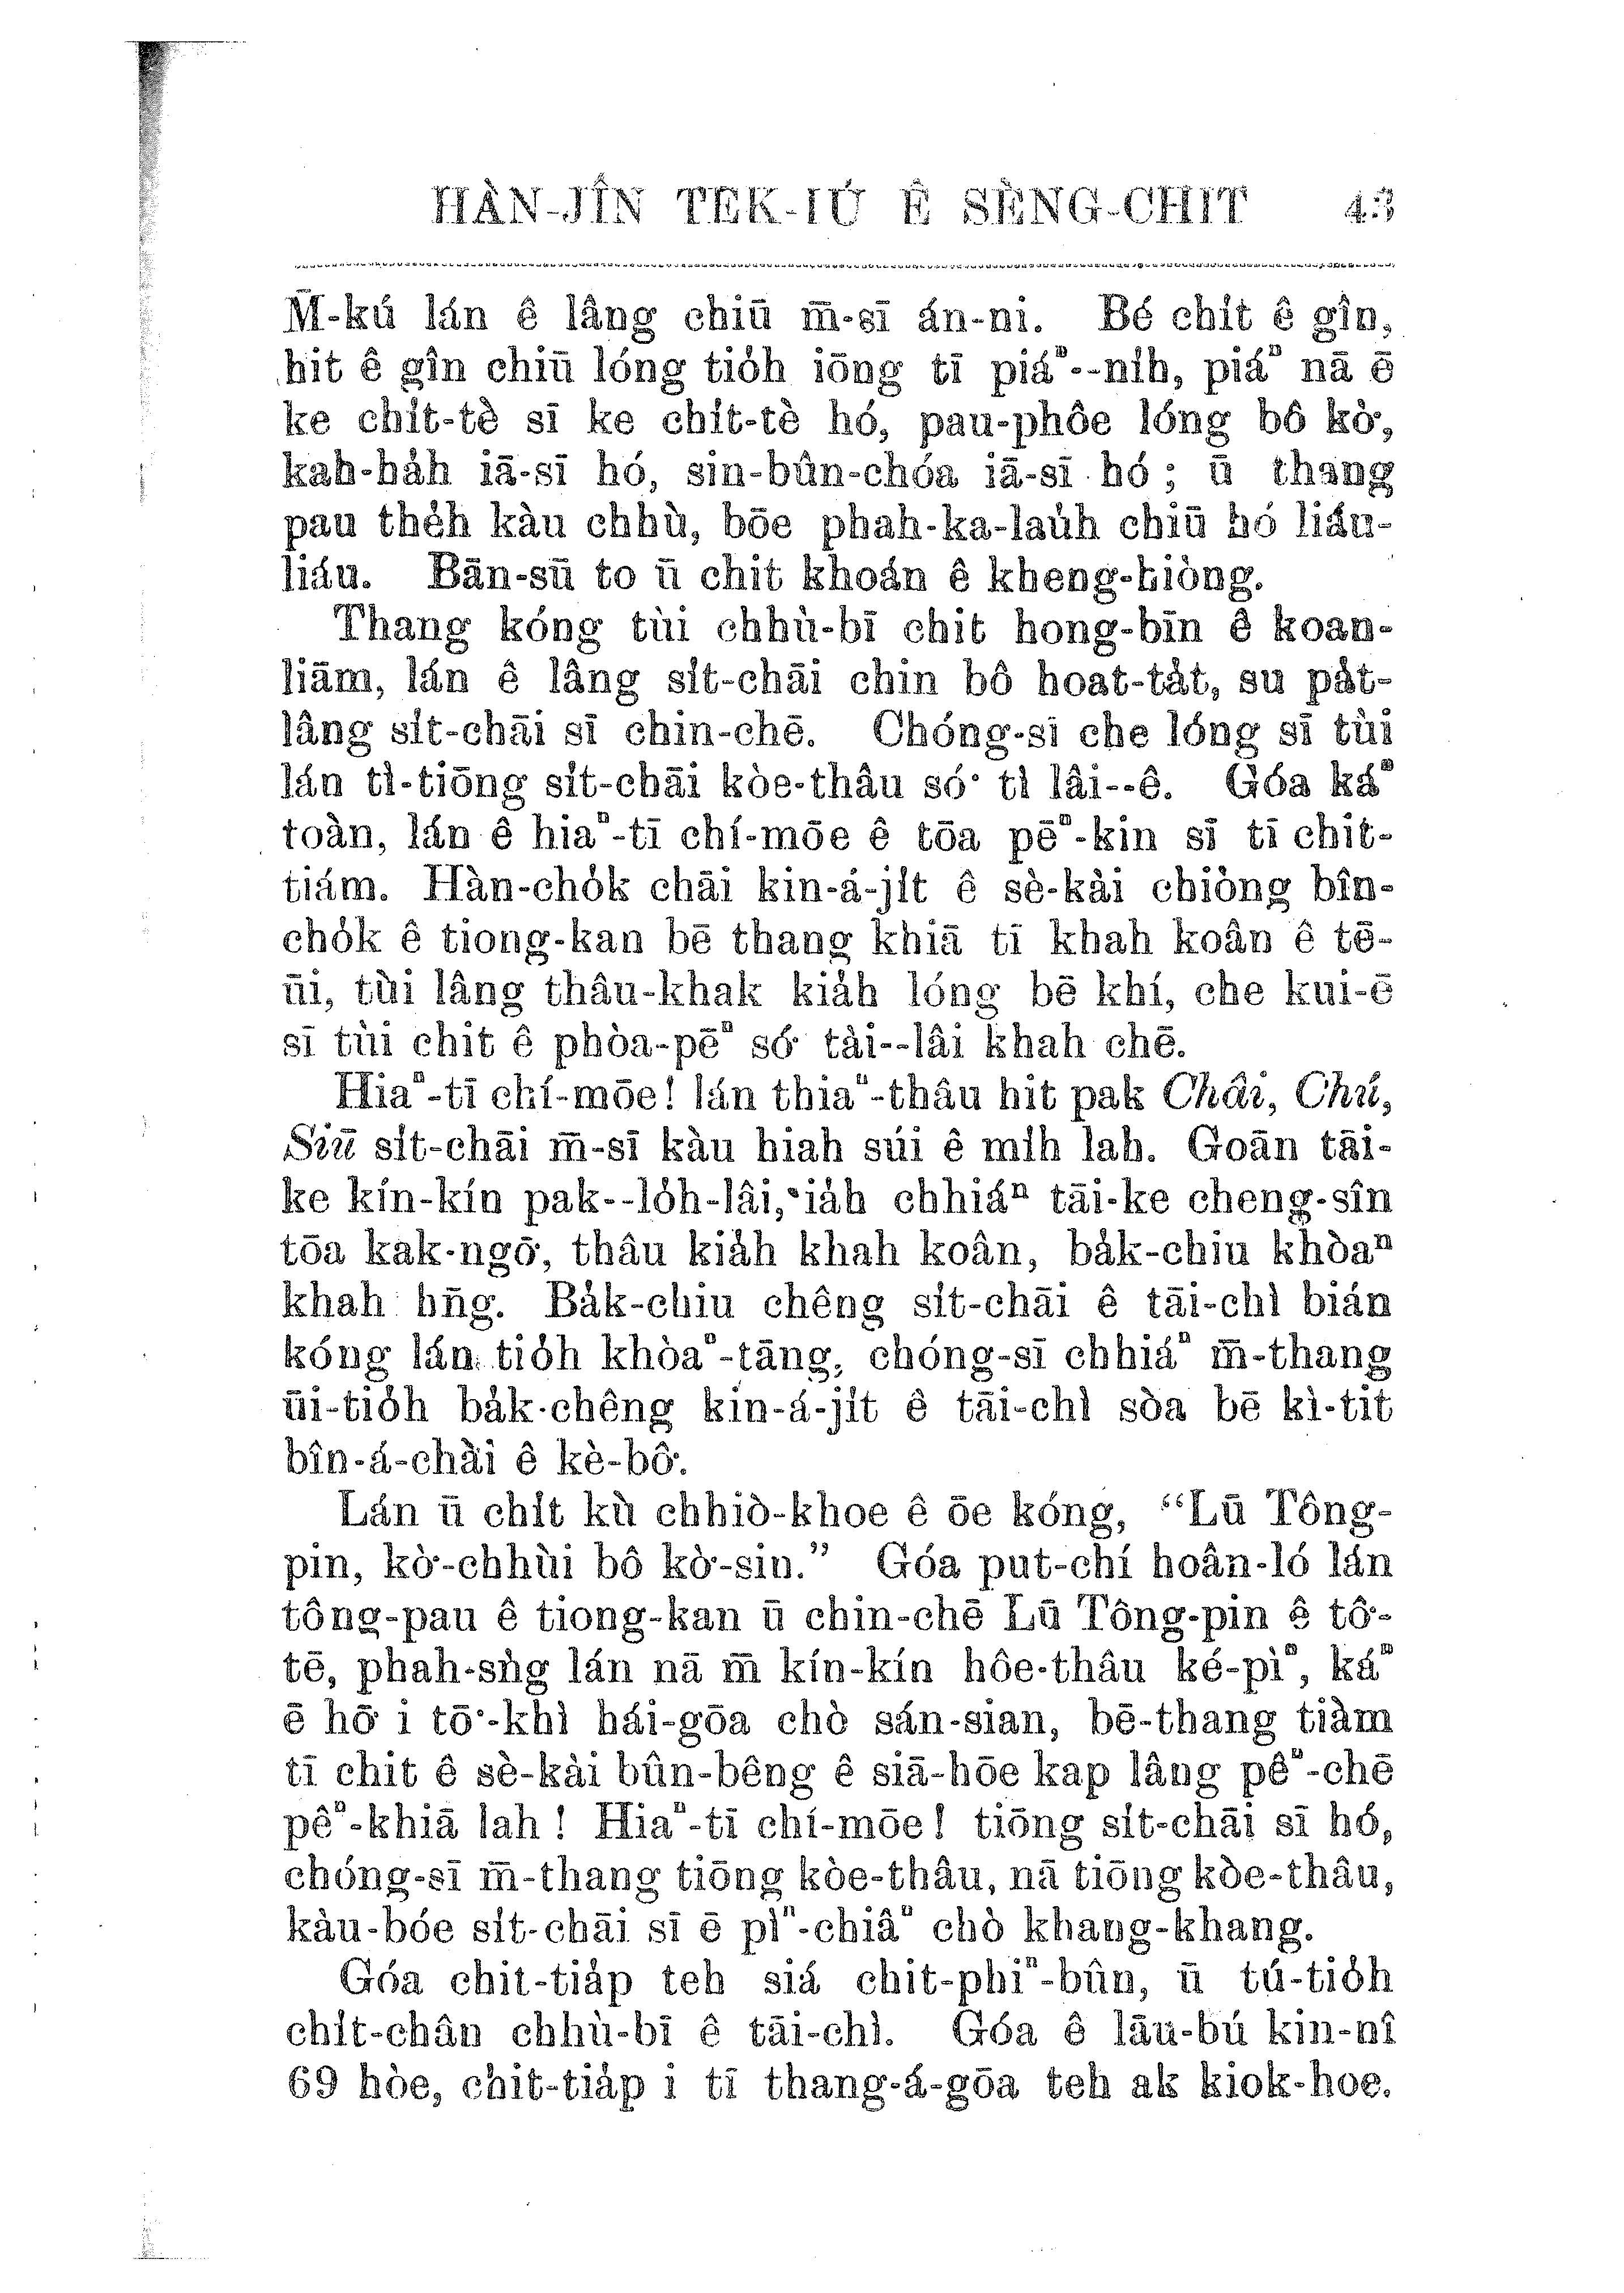 HÀN-JÎN TEK-IÚ Ê SÈNG-CHIT 43
M̄-kú lán ê lâng chiū m̄-sī án-ni. Bé chi̍t ê gîn,
hit ê gîn chiū lóng tio̍h iōng tī piáⁿ--ni̍h, piáⁿ nā ē
ke chi̍t-tè sī ke chi̍t-tè hó, pau-phôe lóng bô kò͘,
kah-ba̍h iā-sī hó, sin-bûn-chóa iā-sī hó; ū thang
pau the̍h kàu chhù, bōe phah-ka-la̍uh chiū hó liáu-
liáu. Bān-sū to ū chit khoán ê kheng-hiòng.
Thang kóng tùi chhù-bī chit hong-bīn ê koan-
liām, lán ê lâng si̍t-chāi chin bô hoat-ta̍t, su pa̍t-
lâng si̍t-chāi sī chin-chē. Chóng-sī che lóng sī tùi
lán tì-tiōng si̍t-chāi kòe-thâu só͘ tì lâi--ê. Góa káⁿ
toàn, lán ê hiaⁿ-tī chí-mōe ê tōa pēⁿ-kin sī tī chit-
tiám. Hàn-cho̍k chāi kin-á-ji̍t ê sè-kài chiòng bîn-
cho̍k ê tiong-kan bē thang khiā tī khah koân ê tē-
ūi, tùi lâng thâu-khak kia̍h lóng bē khí, che kui-ē
sī tùi chit ê phòa-pēⁿ só͘ tài--lâi khah chē.
Hiaⁿ-tī chí-mōe! lán thiaⁿ-thâu hit pak Châi, Chú,
Siū si̍t-chāi m̄-sī kàu hiah súi ê mi̍h lah. Goān tāi-
ke kín-kín pak--lo̍h-lâi, ia̍h chhiáⁿ tāi-ke cheng-sîn
tōa kak-ngō͘, thâu kia̍h khah koân, ba̍k-chiu khòaⁿ
khah hn̄g. Ba̍k-chiu chêng si̍t-chāi ê tāi-chì bián
kóng lán tio̍h khòaⁿ-tāng, chóng-sī chhiáⁿ m̄-thang
ūi-tio̍h ba̍k-chêng kin-á-ji̍t ê tāi-chì sòa bē kì-tit
bîn-á-chài ê kè-bô͘.
Lán ū chi̍t kù chhiò-khoe ê ōe kóng, “Lū Tông-
pin, kò͘-chhùi bô kò͘-sin.” Góa put-chí hoân-ló lán
tông-pau ê tiong-kan ū chin-chē Lū Tông-pin ê tô͘-
tē, phah-sǹg lán nā m̄ kín-kín hôe-thâu ké-pìⁿ, káⁿ
ē hō͘ i tō͘-khì hái-gōa chò sán-sian, bē-thang tiàm
tī chit ê sè-kài bûn-bêng ê siā-hōe kap lâng pêⁿ-chē
pêⁿ-khiā lah! Hiaⁿ-tī chí-mōe! tiōng si̍t-chāi sī hó,
chóng-sī m̄-thang tiōng kòe-thâu, nā tiōng kòe-thâu,
kàu-bóe si̍t-chāi sī ē pìⁿ-chiâⁿ chò khang-khang.
Góa chit-tia̍p teh siá chit-phiⁿ-bûn, ū tú-tio̍h
chi̍t-chân chhù-bī ê tāi-chì. Góa ê lāu-bú kin-nî
69 hòe, chit-tia̍p i tī thang-á-gōa teh ak kiok-hoe.